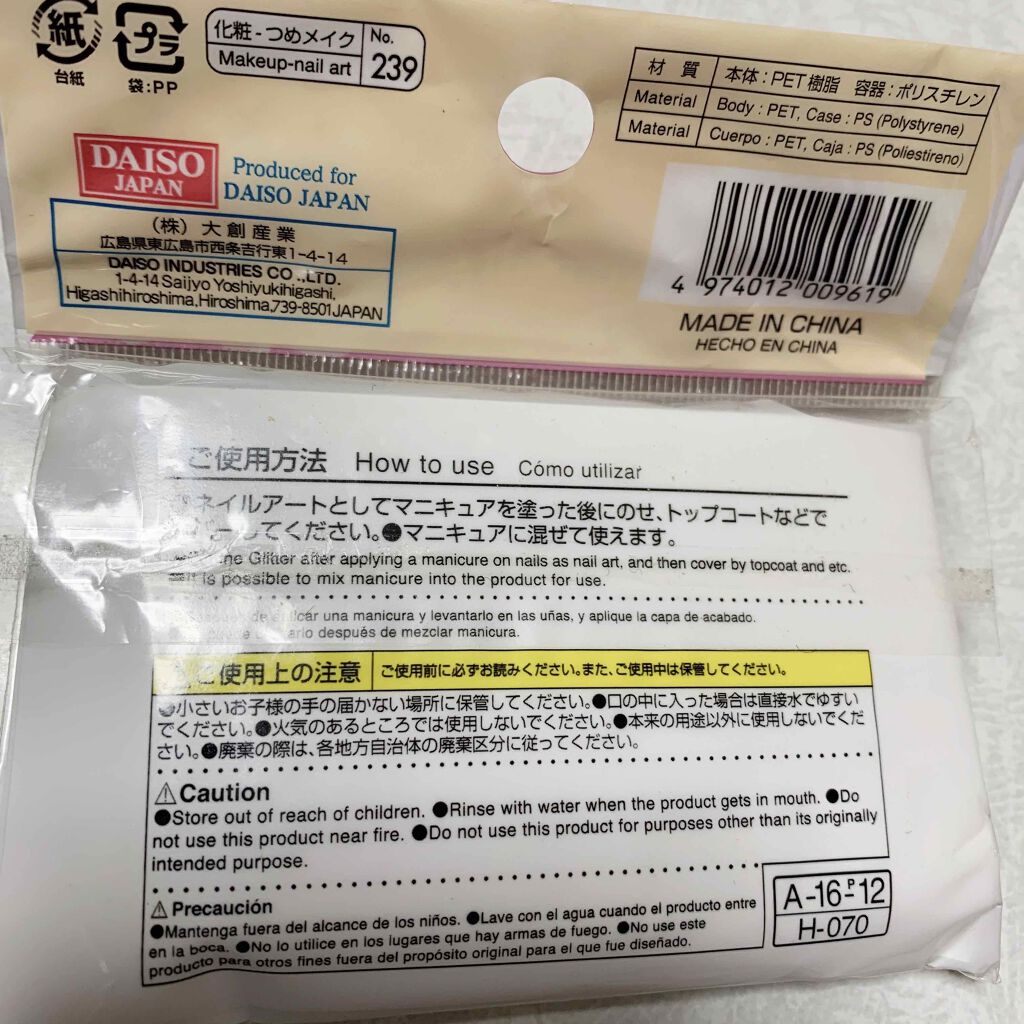 紙
台紙
プラ
袋:PP
化粧-つめメイク
Makeup-nail art
No.
239
材質 本体:PET樹脂 容器:ポリスチレン
Material Body : PET, Case : PS (Polystyrene)
Material Cuerpo : PET, Caja : PS (Poliestireno)
DAISO
JAPAN
Produced for
DAISO JAPAN
(株)大創産業
広島県東広島市西条吉行東1-4-14
DAISO INDUSTRIES CO .,LTD.
1-4-14 Saijyo Yoshiyukihigashi,
Higashihiroshima,Hiroshima,739-8501JAPAN
4 974012 009619
MADE IN CHINA
HECHO EN CHINA
ご使用方法 How to use Cómo utilizar
ネイルアートとしてマニキュアを塗った後にのせ、トップコートなどで
してください。●マニキュアに混ぜて使えます。
Glitter after applying a manicure on nails as nail art, and then cover by topcoat and etc.
is possible to mix manicure into the product for use.
una manicura y levantarlo en las uñas, y aplique la capa de acabado.
después de mezclar manicura.
ご使用上の注意 ご使用前に必ずお読みください。また、ご使用中は保管してください。
●小さいお子様の手の届かない場所に保管してください。●口の中に入った場合は直接水でゆすい
でください。●火気のあるところでは使用しないでください。●本来の用途以外に使用しないでくだ
さい。●廃棄の際は、各地方自治体の廃棄区分に従ってください。
⚠Caution
●Store out of reach of children. ●Rinse with water when the product gets in mouth. ●Do
not use this product near fire. ●Do not use this product for purposes other than its originally
intended purpose.
⚠Precaución
●Mantenga fuera del alcance de los niños. ●Lave con el agua cuando el producto entre
en la boca. ●No lo utilice en los lugares que hay armas de fuego. ●No use este
producto para otros fines fuera del propósito original para el que fue diseñado.
A-16-P-12
H-070